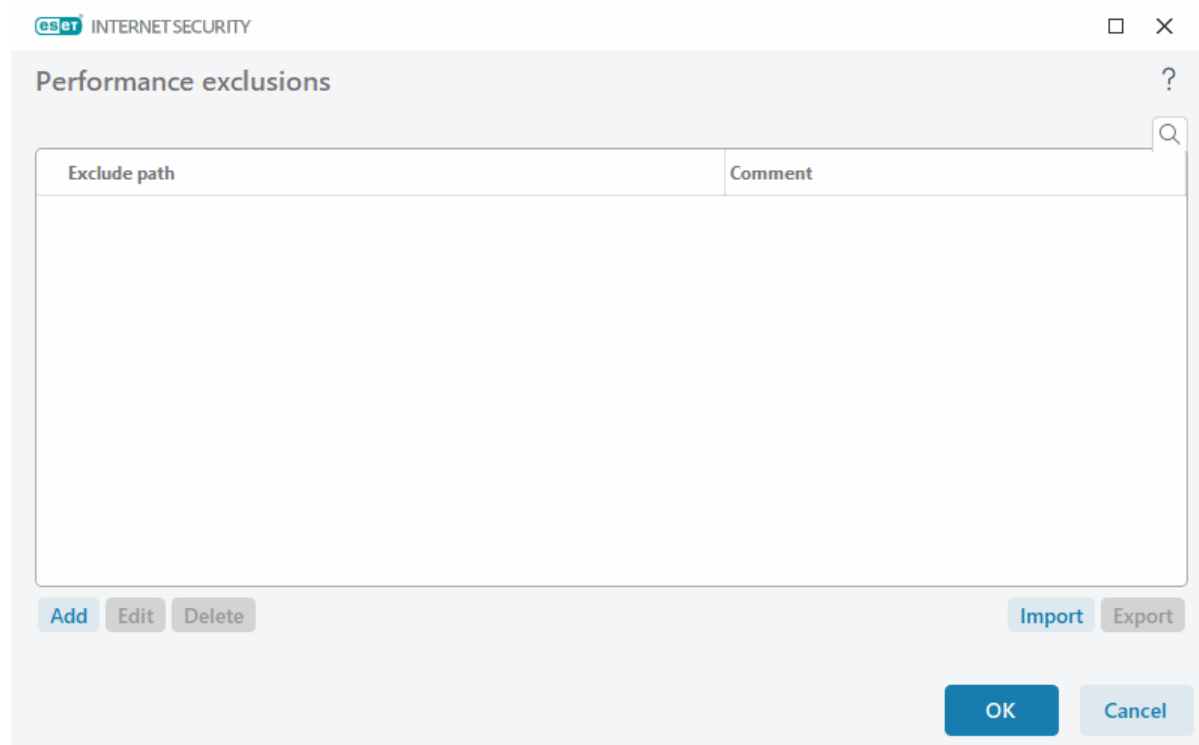 eset INTERNET SECURITY
Performance exclusions
?
Exclude path Comment
Add Edit Delete Import Export
OK Cancel